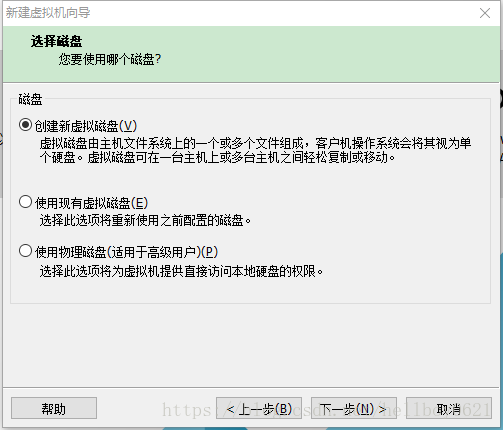 新建虚拟机向导
选择磁盘
您要使用哪个磁盘?
磁盘
创建新虚拟磁盘(V)
虚拟磁盘由主机文件系统上的一个或多个文件组成，客户机操作系统会将其视为单
个硬盘。虚拟磁盘可在一台主机上或多台主机之间轻松复制或移动。
使用现有虚拟磁盘(E)
选择此选项将重新使用之前配置的磁盘。
使用物理磁盘(适用于高级用户)(P)
选择此选项将为虚拟机提供直接访问本地硬盘的权限。
帮助
< 上一步(B)
下一步(N) >
取消